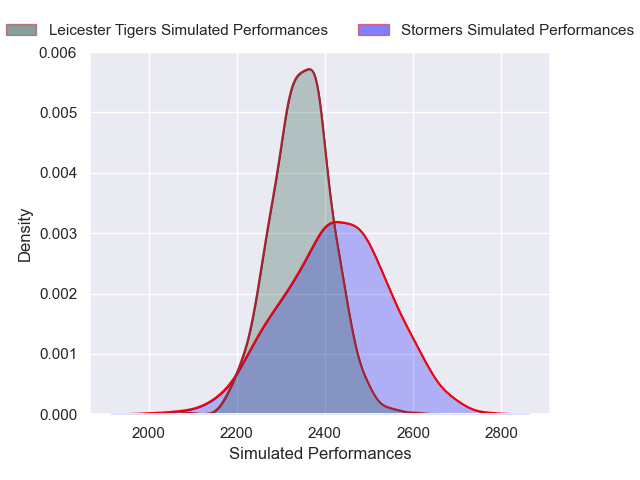 Leicester Tigers Simulated Performances Stormers Simulated Performances
0.006
0.005
0.004
0.003
0.002
0.001
0.000
Density
2000 2200 2400 2600 2800
Simulated Performances